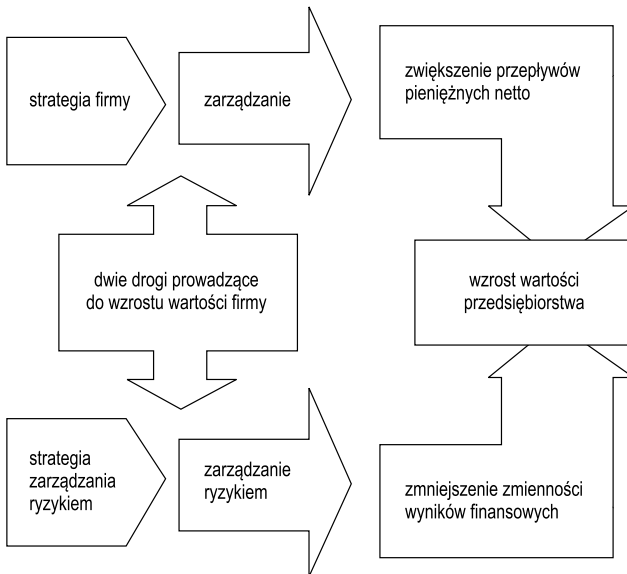 strategia firmy
zarządzanie
zwiększenie przepływów
pieniężnych netto
dwie drogi prowadzące
do wzrostu wartości firmy
wzrost wartości
przedsiębiorstwa
strategia
zarządzania
ryzykiem
zarządzanie
ryzykiem
zmniejszenie zmienności
wyników finansowych